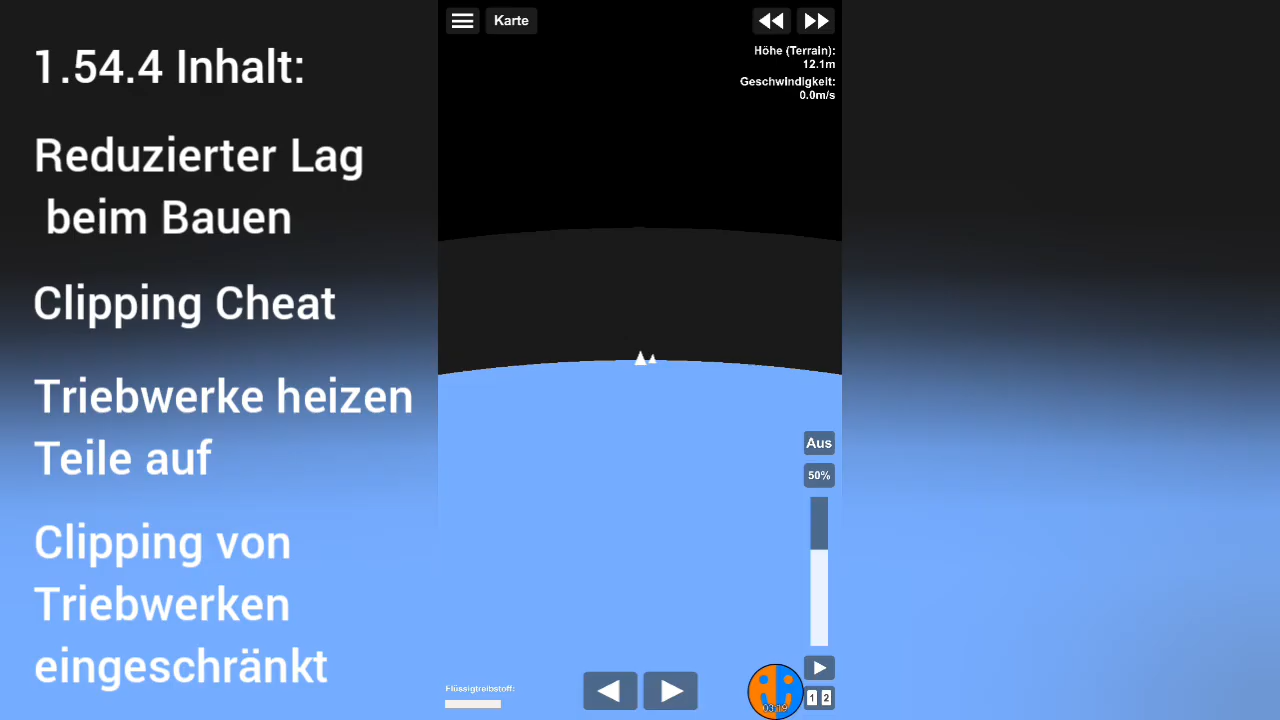 1.54.4 Inhalt:
Reduzierter Lag
beim Bauen
Clipping Cheat
Triebwerke heizen
Teile auf
Clipping von
Triebwerken
eingeschränkt
Karte
Höhe (Terrain):
12.1m
Geschwindigkeit:
0.0m/s
Aus
50%
Flüssigtreibstoff:
1 2